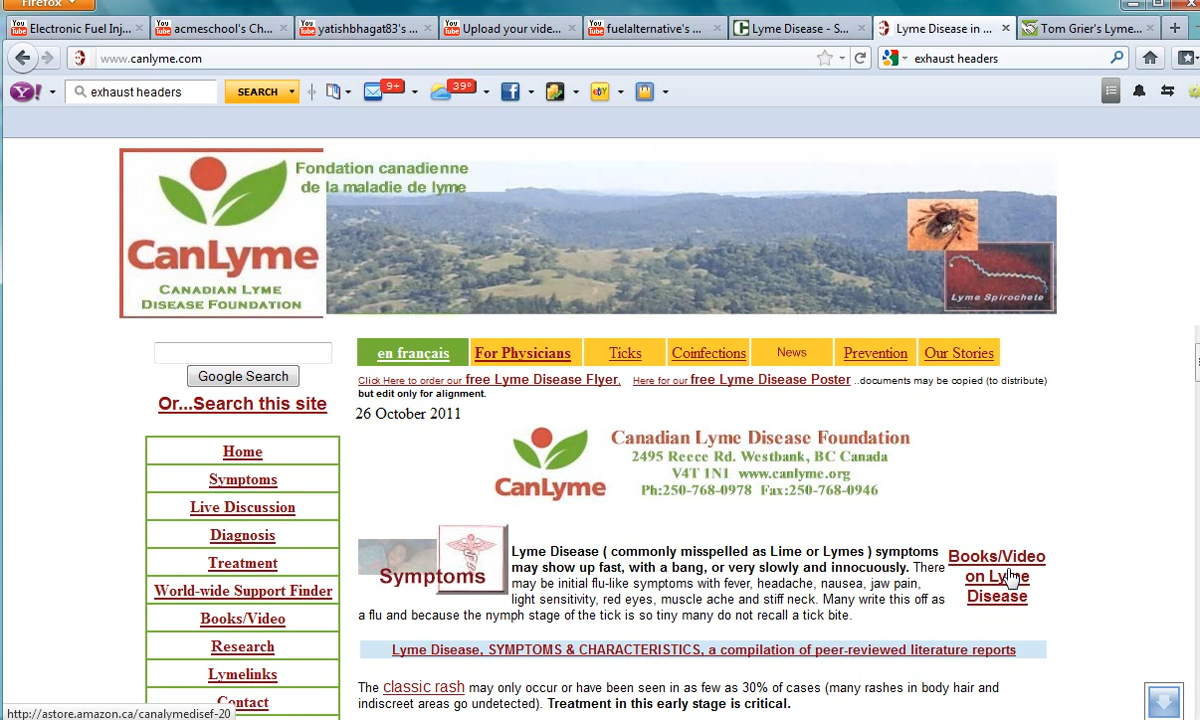 Firefox
Electronic Fuel Inj...
acmeschool's Ch...
yatishbhagat83's ...
Upload your vide...
fuelalternative's ...
Lyme Disease - S...
Lyme Disease in ...
Tom Grier's Lyme...
www.canlyme.com
exhaust headers
exhaust headers
SEARCH
9+
39°
Fondation canadienne
de la maladie de lyme
CanLyme
CANADIAN LYME
DISEASE FOUNDATION
Lyme Spirochete
Google Search
Or...Search this site
Home
Symptoms
Live Discussion
Diagnosis
Treatment
World-wide Support Finder
Books/Video
Research
Lymelinks
Contact
en français
For Physicians
Ticks
Coinfections
News
Prevention
Our Stories
Click Here to order our free Lyme Disease Flyer, Here for our free Lyme Disease Poster ..documents may be copied (to distribute)
but edit only for alignment.
26 October 2011
CanLyme
Canadian Lyme Disease Foundation
2495 Reece Rd. Westbank, BC Canada
V4T 1N1 www.canlyme.org
Ph:250-768-0978 Fax:250-768-0946
Symptoms
Lyme Disease ( commonly misspelled as Lime or Lymes ) symptoms
may show up fast, with a bang, or very slowly and innocuously. There
may be initial flu-like symptoms with fever, headache, nausea, jaw pain,
light sensitivity, red eyes, muscle ache and stiff neck. Many write this off as
a flu and because the nymph stage of the tick is so tiny many do not recall a tick bite.
Books/Video
on Lyme
Disease
Lyme Disease, SYMPTOMS & CHARACTERISTICS, a compilation of peer-reviewed literature reports
The classic rash may only occur or have been seen in as few as 30% of cases (many rashes in body hair and
indiscreet areas go undetected). Treatment in this early stage is critical.
http://astore.amazon.ca/canalymedisef-20